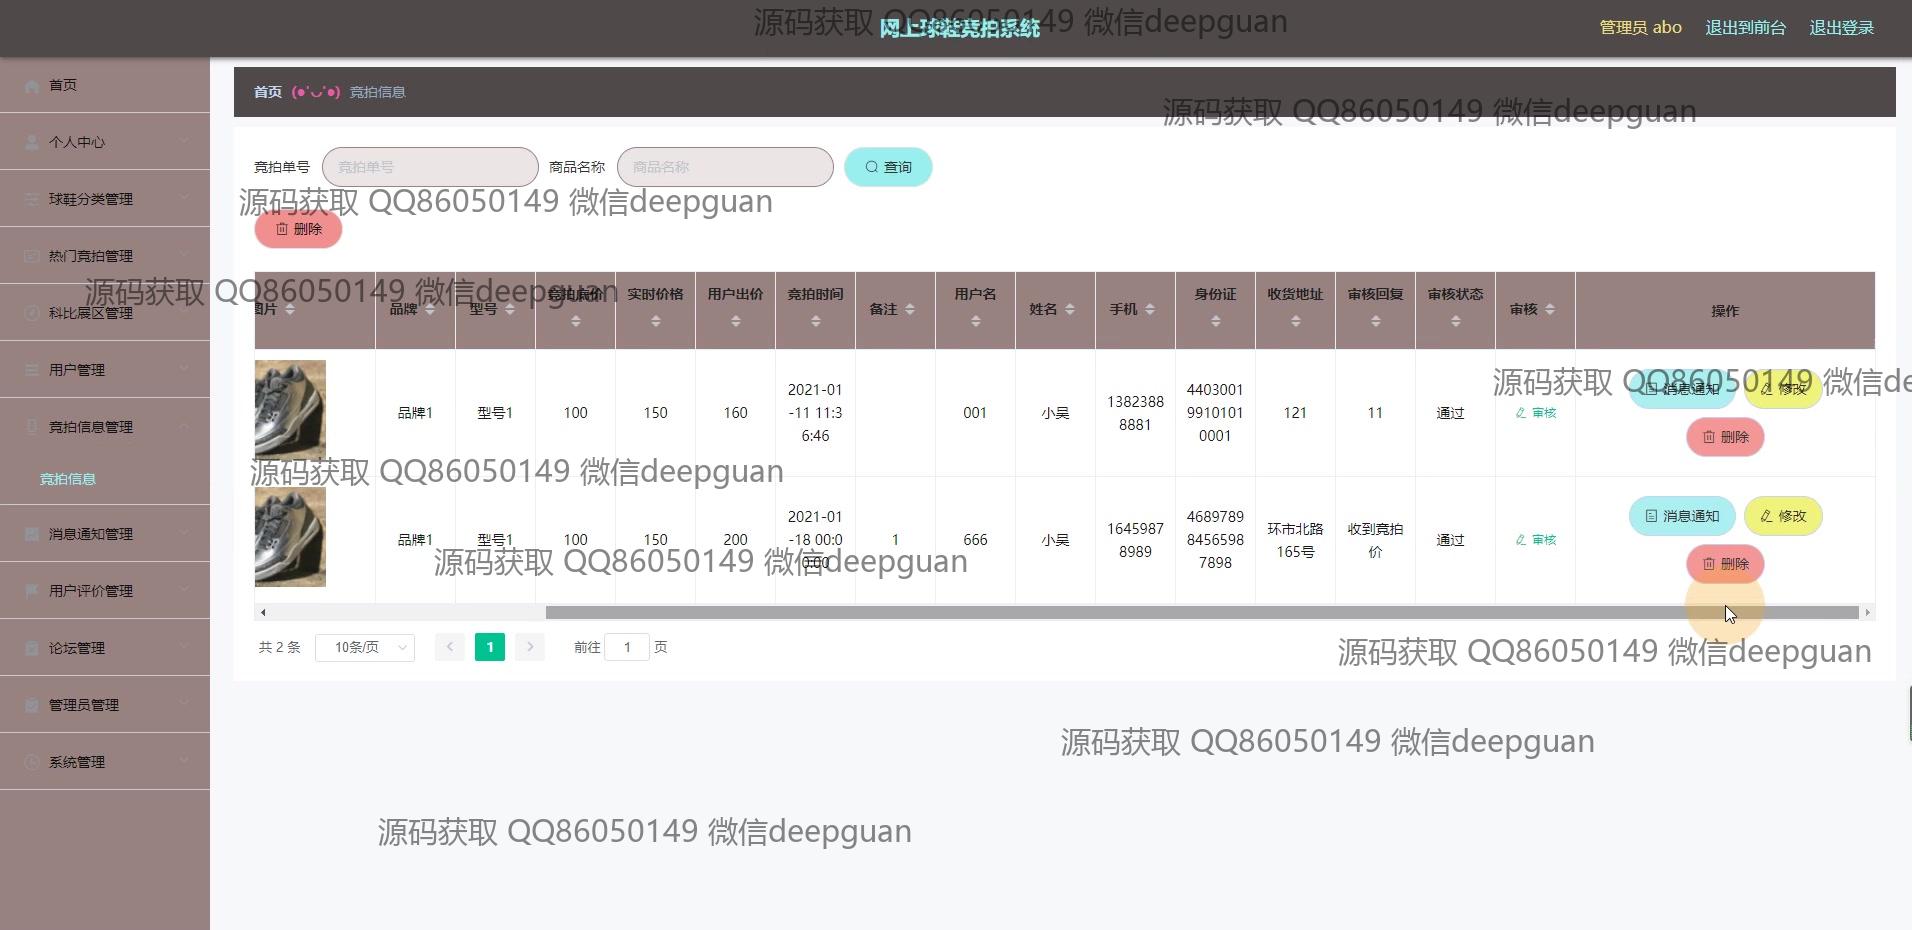 网上球鞋竞拍系统
管理员 abo 退出到前台 退出登录
源码获取 QQ86050149 微信deepguan
首页
个人中心
球鞋分类管理
热门竞拍管理
科比展区管理
用户管理
竞拍信息管理
竞拍信息
消息通知管理
用户评价管理
论坛管理
管理员管理
系统管理
首页 (●'◡'●) 竞拍信息
源码获取 QQ86050149 微信deepguan
竞拍单号 竞拍单号 商品名称 商品名称 查询
源码获取 QQ86050149 微信deepguan
删除
源码获取 QQ86050149 微信deepguan
图片 品牌 型号 竞拍底价 实时价格 用户出价 竞拍时间 备注 用户名 姓名 手机 身份证 收货地址 审核回复 审核状态 审核 操作
源码获取 QQ86050149 微信de
品牌1 型号1 100 150 160 2021-01-11 11:36:46 001 小吴 13823888881 440300199101010001 121 11 通过 审核 消息通知 修改
删除
源码获取 QQ86050149 微信deepguan
品牌1 型号1 100 150 200 2021-01-18 00:00:00 1 666 小吴 16459878989 468978984565987898 环市北路165号 收到竞拍价 通过 审核 消息通知 修改
删除
源码获取 QQ86050149 微信deepguan
共 2 条 10条/页 1 前往 1 页
源码获取 QQ86050149 微信deepguan
源码获取 QQ86050149 微信deepguan
源码获取 QQ86050149 微信deepguan